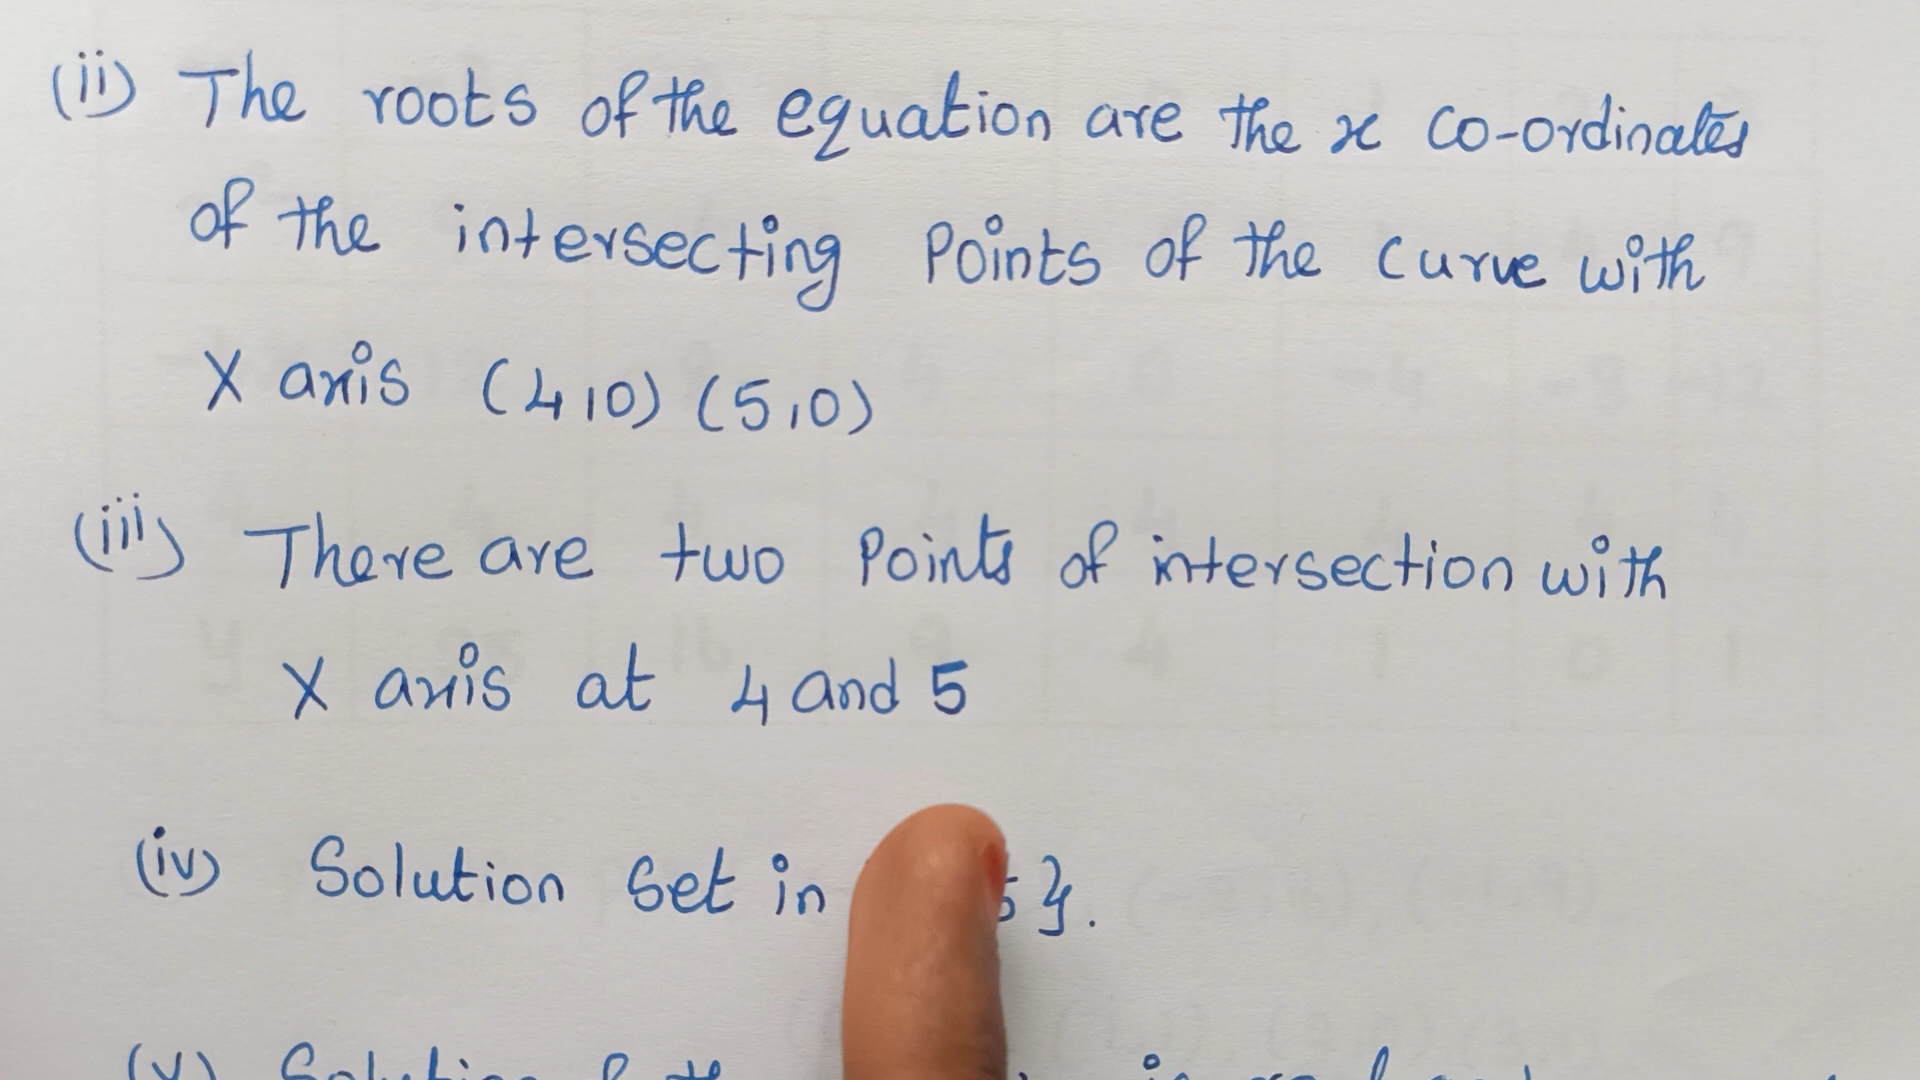 (ii) The roots of the equation are the x co-ordinates
of the intersecting Points of the curve with
X axis (4,0) (5,0)
(iii) There are two Points of intersection with
X axis at 4 and 5
(iv) Solution set in 5}.
(v)